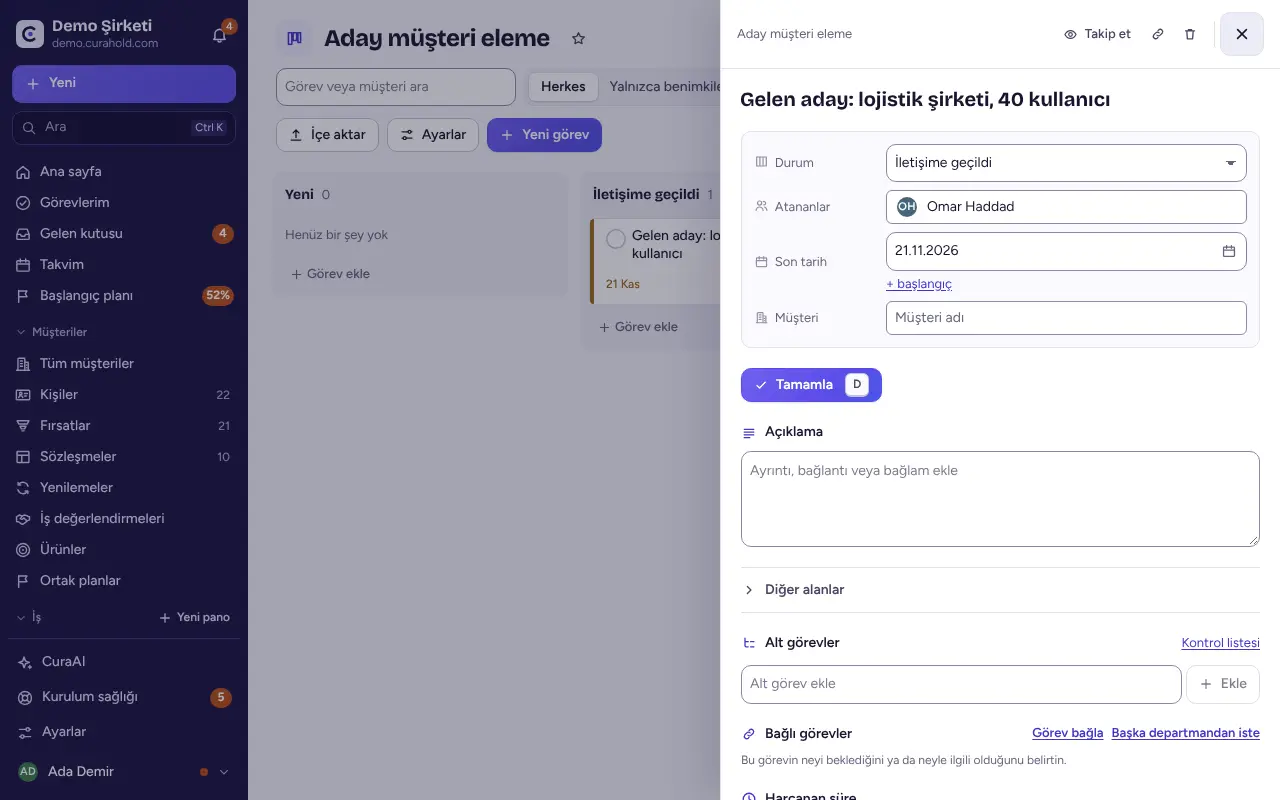 Demo Şirketi
demo.curahold.com
4
Yeni
Ara
Ctrl K
Ana sayfa
Görevlerim
Gelen kutusu
4
Takvim
Başlangıç planı
52%
Müşteriler
Tüm müşteriler
Kişiler
22
Fırsatlar
21
Sözleşmeler
10
Yenilemeler
İş değerlendirmeleri
Ürünler
Ortak planlar
İş
Yeni pano
CuraAI
Kurulum sağlığı
5
Ayarlar
AD
Ada Demir
Aday müşteri eleme
Görev veya müşteri ara
Herkes
Yalnızca benimkile
İçe aktar
Ayarlar
Yeni görev
Yeni 0
Henüz bir şey yok
Görev ekle
İletişime geçildi 1
Gelen aday: lo
kullanıcı
21 Kas
Görev ekle
Aday müşteri eleme
Takip et
Gelen aday: lojistik şirketi, 40 kullanıcı
Durum
İletişime geçildi
Atananlar
OH
Omar Haddad
Son tarih
21.11.2026
+ başlangıç
Müşteri
Müşteri adı
Tamamla
D
Açıklama
Ayrıntı, bağlantı veya bağlam ekle
Diğer alanlar
Alt görevler
Kontrol listesi
Alt görev ekle
Ekle
Bağlı görevler
Görev bağla
Başka departmandan iste
Bu görevin neyi beklediğini ya da neyle ilgili olduğunu belirtin.
Harcanan süre